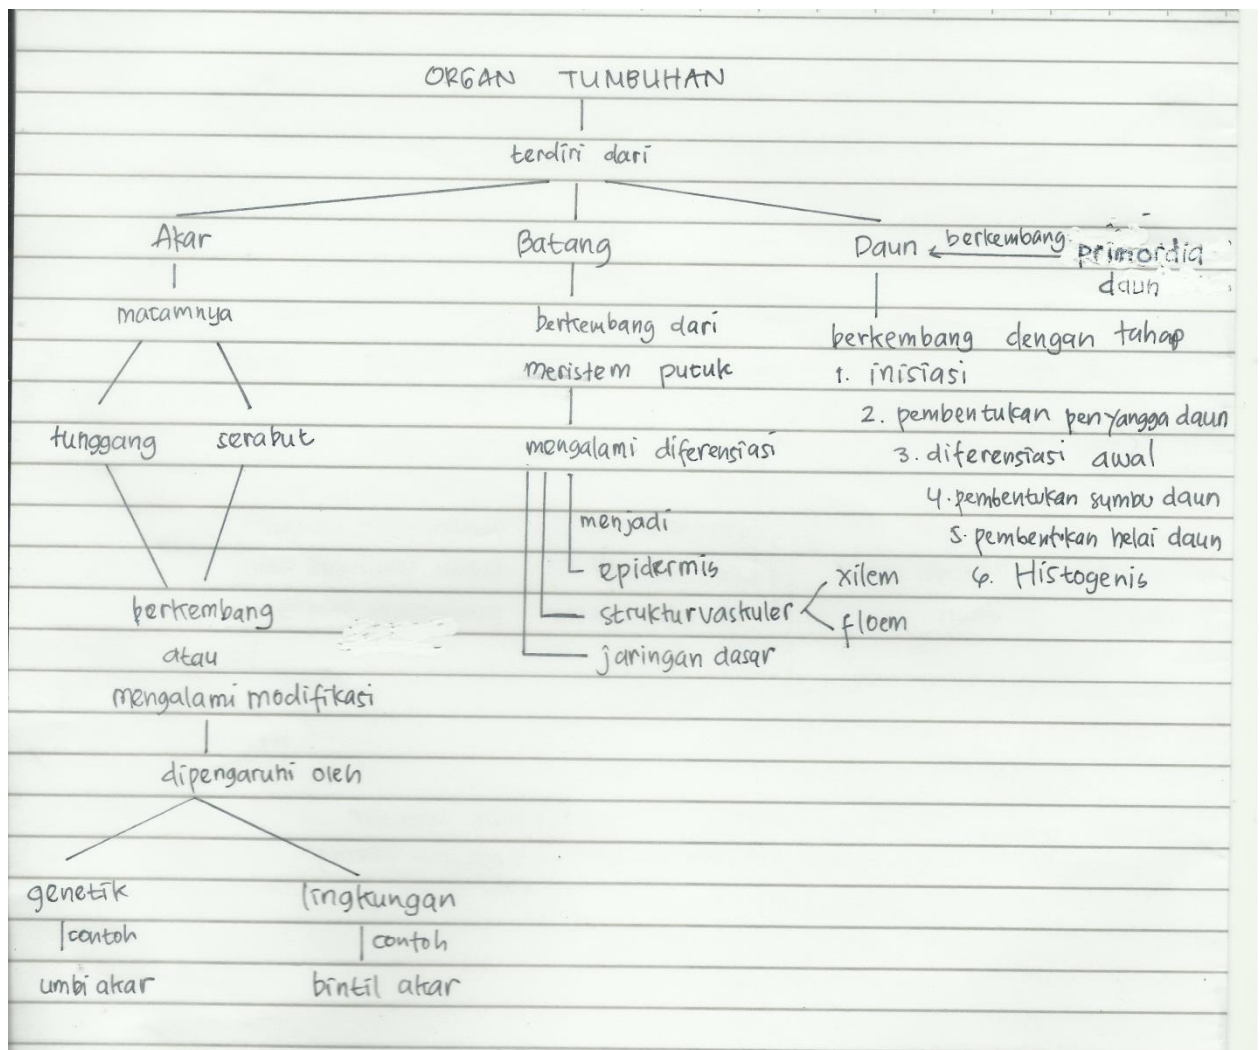 ORGAN TUMBUHAN
terdiri dari
Akar
Batang
Daun
berkembang
primordia
daun
macamnya
tunggang
serabut
berkembang
atau
mengalami modifikasi
dipengaruhi oleh
genetik
lingkungan
contoh
contoh
umbi akar
bintil akar
berkembang dari
meristem pucuk
mengalami diferensiasi
menjadi
epidermis
struktur vaskuler
xilem
floem
jaringan dasar
berkembang dengan tahap
1. inisiasi
2. pembentukan penyangga daun
3. diferensiasi awal
4. pembentukan sumbu daun
5. pembentukan helai daun
6. Histogenis